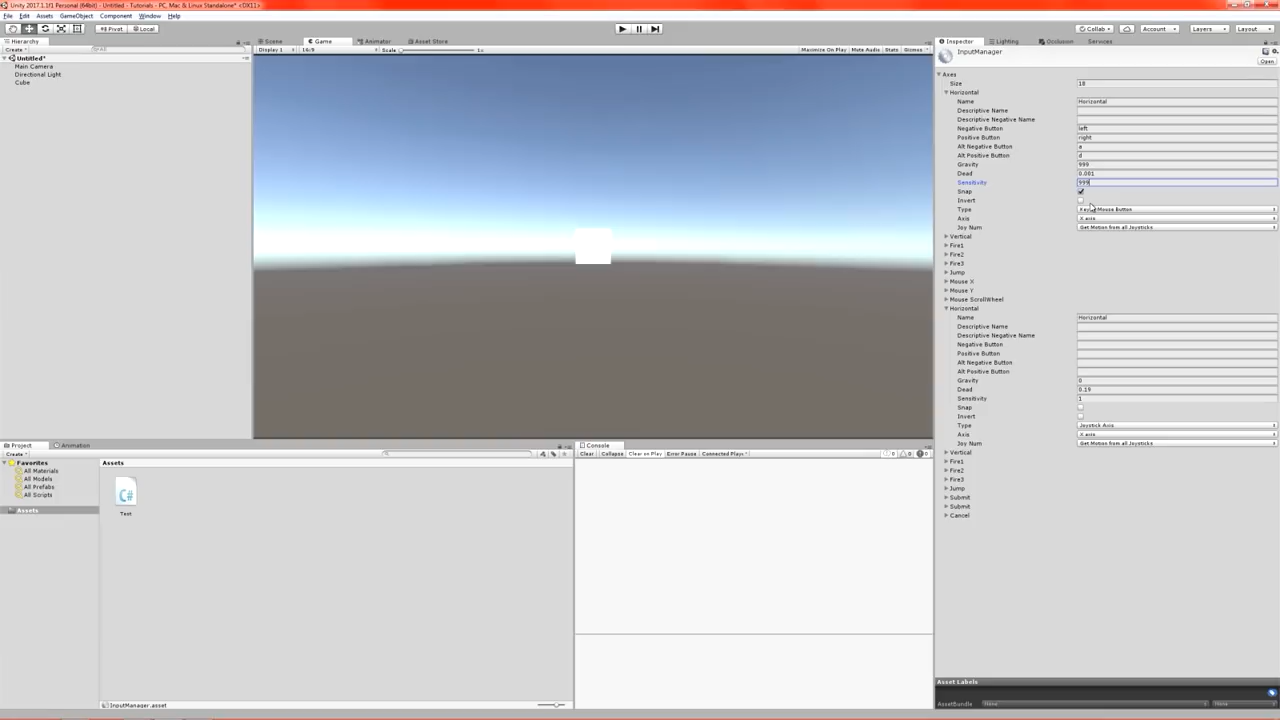 Unity 2017.1.1f1 Personal (64bit) - Untitled - Tutorials - PC, Mac & Linux Standalone* <DX11>
File Edit Assets GameObject Component Window Help
Pivot Local Collab Account Layers Layout
Hierarchy
Create
Untitled*
Main Camera
Directional Light
Cube
Scene Game Animator Asset Store
Display 1 16:9 Scale 1x Maximize On Play Mute Audio Stats Gizmos
Inspector Lighting Occlusion Services
InputManager
Open
Axes
Size 18
Horizontal
Name Horizontal
Descriptive Name
Descriptive Negative Name
Negative Button left
Positive Button right
Alt Negative Button a
Alt Positive Button d
Gravity 999
Dead 0.001
Sensitivity 999
Snap
Invert
Type Key or Mouse Button
Axis X axis
Joy Num Get Motion from all Joysticks
Vertical
Fire1
Fire2
Fire3
Jump
Mouse X
Mouse Y
Mouse ScrollWheel
Horizontal
Name Horizontal
Descriptive Name
Descriptive Negative Name
Negative Button
Positive Button
Alt Negative Button
Alt Positive Button
Gravity 0
Dead 0.19
Sensitivity 1
Snap
Invert
Type Joystick Axis
Axis X axis
Joy Num Get Motion from all Joysticks
Vertical
Fire1
Fire2
Fire3
Jump
Submit
Submit
Cancel
Project Animation
Create
Favorites
All Materials
All Models
All Prefabs
All Scripts
Assets
Assets
C#
Test
InputManager.asset
Console
Clear Collapse Clear on Play Error Pause Connected Player 0 0 0
Asset Labels
AssetBundle None None